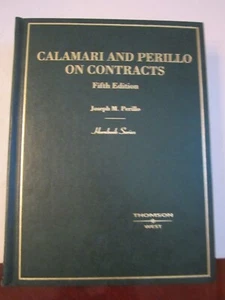 CALAMARI AND PERILLO
ON CONTRACTS
Fifth Edition
Joseph M. Perillo
Hornbook Series
THOMSON
WEST